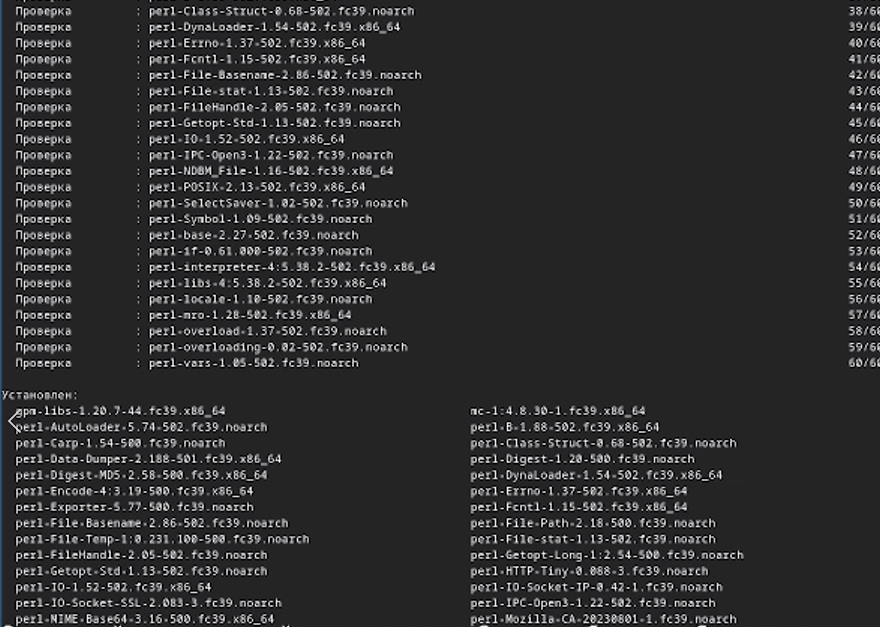 Проверка : perl-Class-Struct-0.68-502.fc39.noarch 38/60
Проверка : perl-DynaLoader-1.54-502.fc39.x86_64 39/60
Проверка : perl-Errno-1.37-502.fc39.x86_64 40/60
Проверка : perl-Fcntl-1.15-502.fc39.x86_64 41/60
Проверка : perl-File-Basename-2.86-502.fc39.noarch 42/60
Проверка : perl-File-stat-1.13-502.fc39.noarch 43/60
Проверка : perl-FileHandle-2.05-502.fc39.noarch 44/60
Проверка : perl-Getopt-Std-1.13-502.fc39.noarch 45/60
Проверка : perl-IO-1.52-502.fc39.x86_64 46/60
Проверка : perl-IPC-Open3-1.22-502.fc39.noarch 47/60
Проверка : perl-NDBM_File-1.16-502.fc39.x86_64 48/60
Проверка : perl-POSIX-2.13-502.fc39.x86_64 49/60
Проверка : perl-SelectSaver-1.02-502.fc39.noarch 50/60
Проверка : perl-Symbol-1.09-502.fc39.noarch 51/60
Проверка : perl-base-2.27-502.fc39.noarch 52/60
Проверка : perl-if-0.61.000-502.fc39.noarch 53/60
Проверка : perl-interpreter-4:5.38.2-502.fc39.x86_64 54/60
Проверка : perl-libs-4:5.38.2-502.fc39.x86_64 55/60
Проверка : perl-locale-1.10-502.fc39.noarch 56/60
Проверка : perl-mro-1.28-502.fc39.x86_64 57/60
Проверка : perl-overload-1.37-502.fc39.noarch 58/60
Проверка : perl-overloading-0.02-502.fc39.noarch 59/60
Проверка : perl-vars-1.05-502.fc39.noarch 60/60
Установлен:
gpm-libs-1.20.7-44.fc39.x86_64 mc-1:4.8.30-1.fc39.x86_64
perl-AutoLoader-5.74-502.fc39.noarch perl-B-1.88-502.fc39.x86_64
perl-Carp-1.54-500.fc39.noarch perl-Class-Struct-0.68-502.fc39.noarch
perl-Data-Dumper-2.188-501.fc39.x86_64 perl-Digest-1.20-500.fc39.noarch
perl-Digest-MD5-2.58-500.fc39.x86_64 perl-DynaLoader-1.54-502.fc39.x86_64
perl-Encode-4:3.19-500.fc39.x86_64 perl-Errno-1.37-502.fc39.x86_64
perl-Exporter-5.77-500.fc39.noarch perl-Fcntl-1.15-502.fc39.x86_64
perl-File-Basename-2.86-502.fc39.noarch perl-File-Path-2.18-500.fc39.noarch
perl-File-Temp-1:0.231.100-500.fc39.noarch perl-File-stat-1.13-502.fc39.noarch
perl-FileHandle-2.05-502.fc39.noarch perl-Getopt-Long-1:2.54-500.fc39.noarch
perl-Getopt-Std-1.13-502.fc39.noarch perl-HTTP-Tiny-0.088-3.fc39.noarch
perl-IO-1.52-502.fc39.x86_64 perl-IO-Socket-IP-0.42-1.fc39.noarch
perl-IO-Socket-SSL-2.083-3.fc39.noarch perl-IPC-Open3-1.22-502.fc39.noarch
perl-MIME-Base64-3.16-500.fc39.x86_64 perl-Mozilla-CA-20230801-1.fc39.noarch